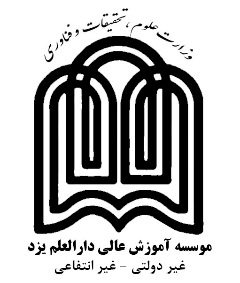 وزارت علوم، تحقیقات و فناوری
موسسه آموزش عالی دارالعلم یزد
غیر دولتی - غیر انتفاعی